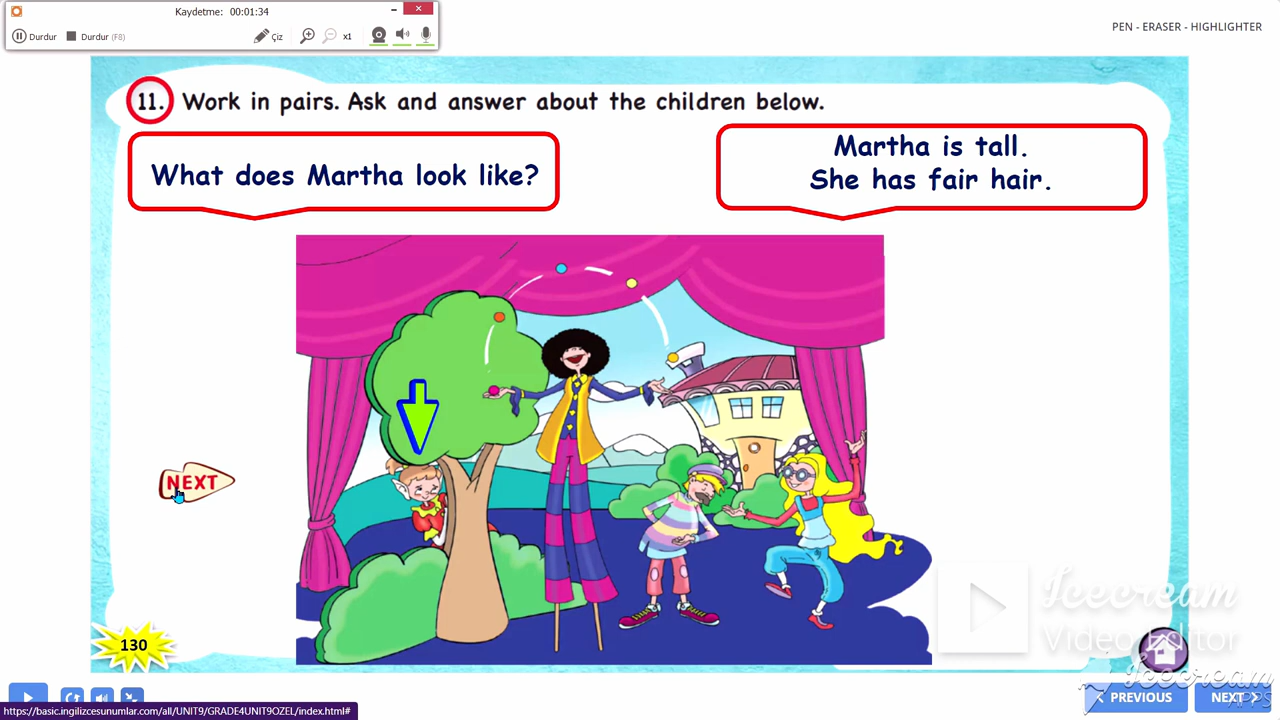 Kaydetme: 00:01:34
Durdur
Durdur (F8)
Çiz
x1
PEN - ERASER - HIGHLIGHTER
11. Work in pairs. Ask and answer about the children below.
What does Martha look like?
Martha is tall.
She has fair hair.
NEXT
130
Icecream
Video Editor
Icecream
APPS
PREVIOUS
NEXT
https://basic.ingilizcesunumlar.com/all/UNIT9/GRADE4UNIT9OZEL/index.html#